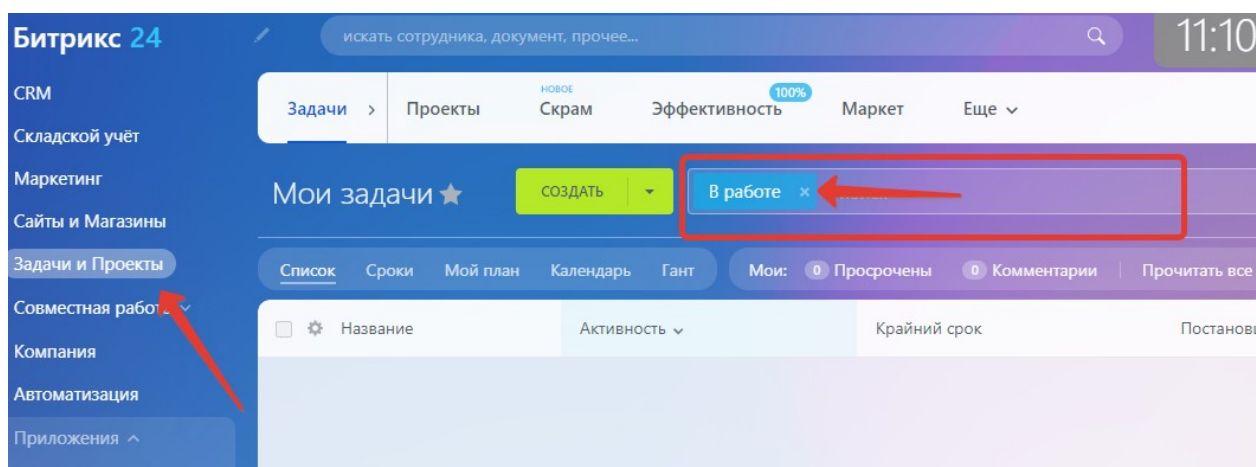 Битрикс 24
искать сотрудника, документ, прочее...
11:10
CRM
Складской учёт
Маркетинг
Сайты и Магазины
Задачи и Проекты
Совместная
Компания
Автоматизация
Приложения
Задачи > Проекты НОВОЕ Скрам Эффективность 100% Маркет Еще
Мои задачи СОЗДАТЬ В работе ×
Список Сроки Мой план Календарь Гант Мои: 0 Просрочены 0 Комментарии Прочитать все
Название Активность Крайний срок